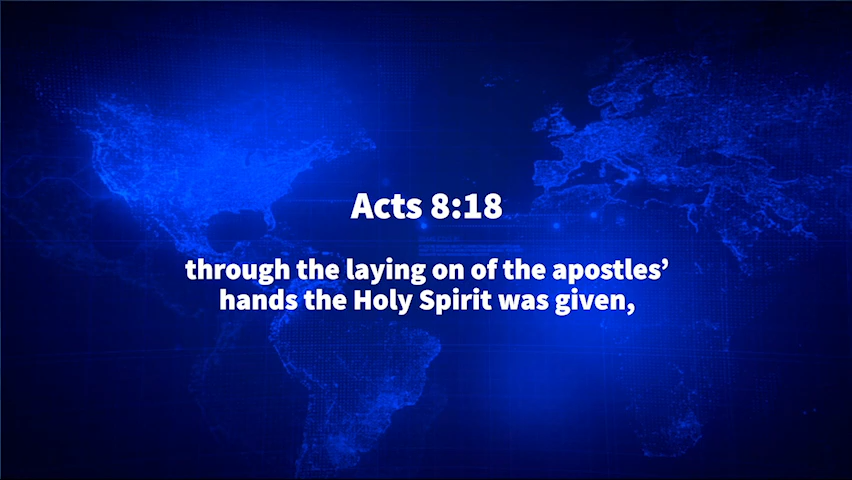 Acts 8:18
through the laying on of the apostles’
hands the Holy Spirit was given,